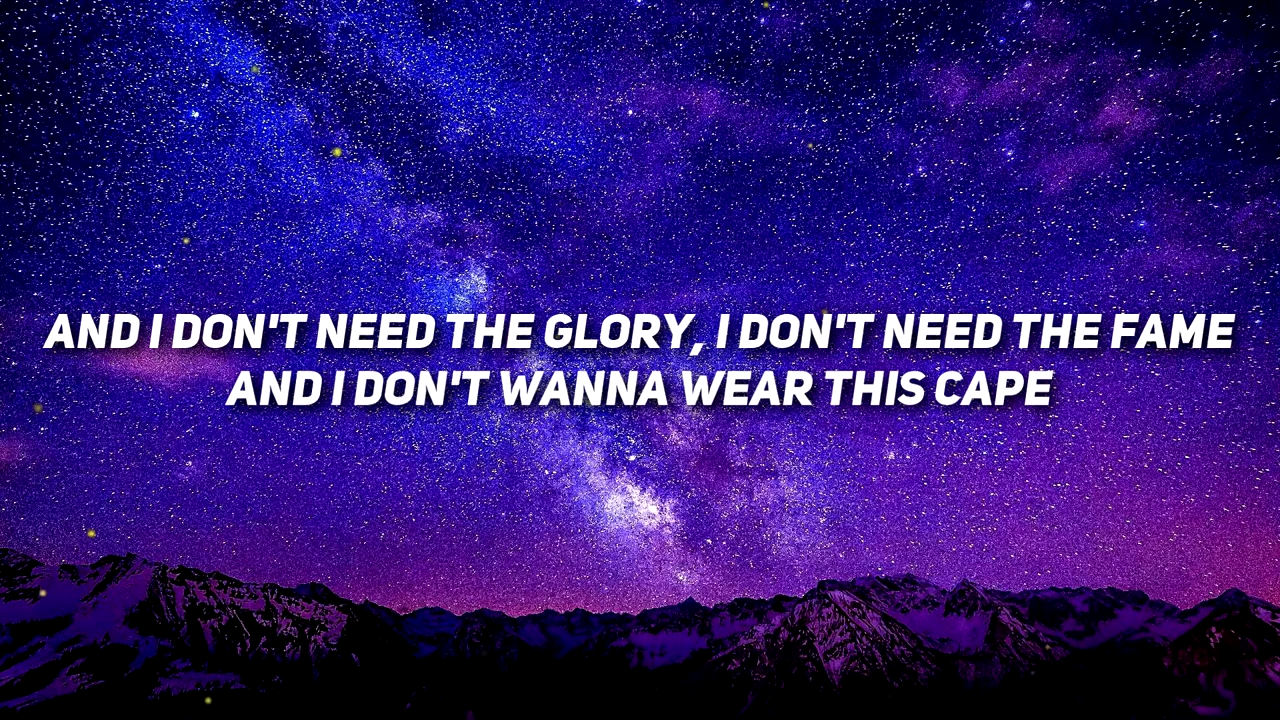 AND I DON'T NEED THE GLORY, I DON'T NEED THE FAME
AND I DON'T WANNA WEAR THIS CAPE